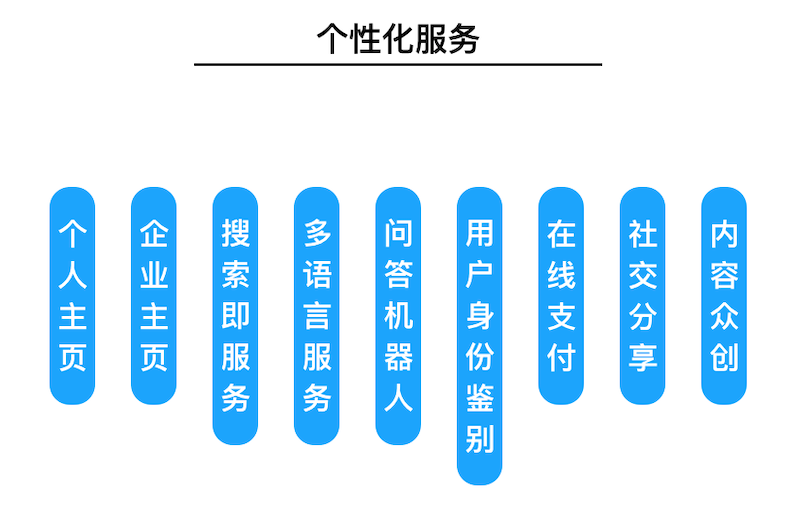 个性化服务
个人主页
企业主页
搜索即服务
多语言服务
问答机器人
用户身份鉴别
在线支付
社交分享
内容众创